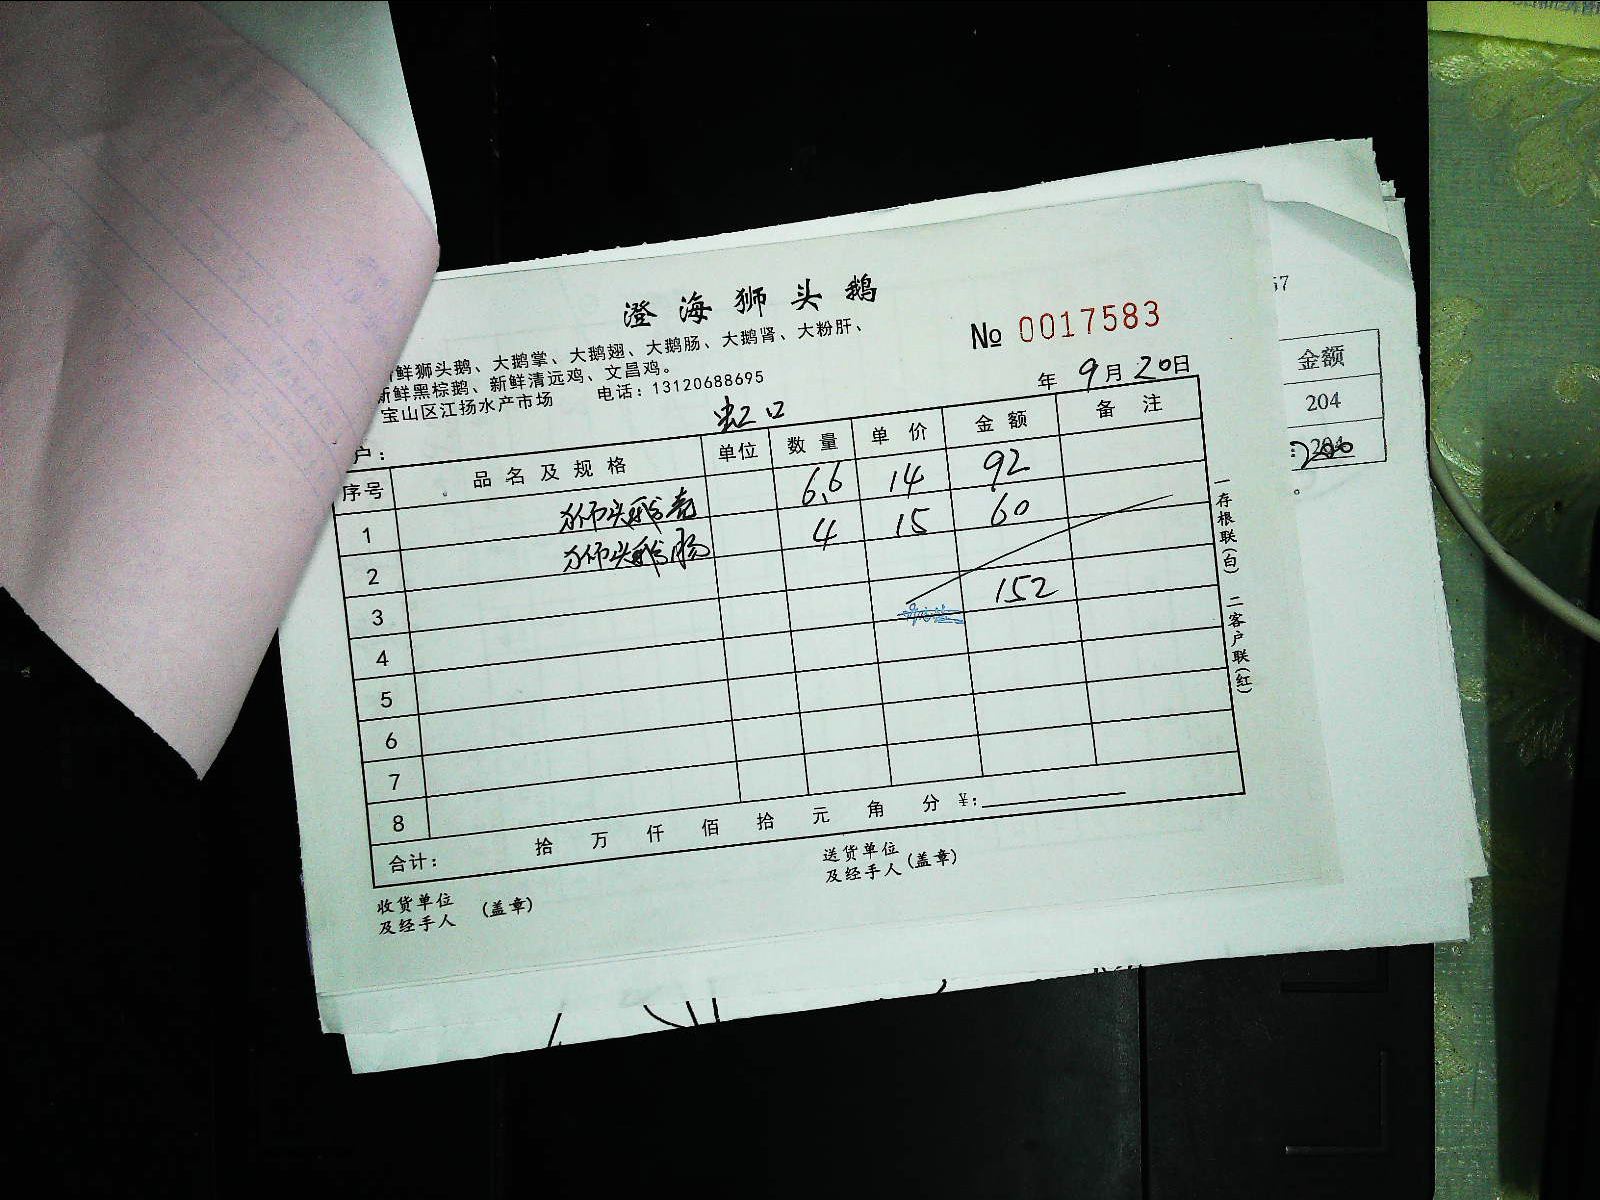 澄海狮头鹅
№ 0017583
鲜狮头鹅、大鹅掌、大鹅翅、大鹅肠、大鹅肾、大粉肝、
新鲜黑棕鹅、新鲜清远鸡、文昌鸡。
宝山区江扬水产市场 电话：13120688695
年 9月20日
户： 虹口
序号 品名及规格 单位 数量 单价 金额 备注
1 狮头鹅壳 6.6 14 92
2 狮头鹅肠 4 15 60
3 152
4
5
6
7
8
合计： 拾 万 仟 佰 拾 元 角 分 ¥：
收货单位
及经手人 （盖章）
送货单位
及经手人（盖章）
一存根联（白） 二客户联（红）
57
金额
204